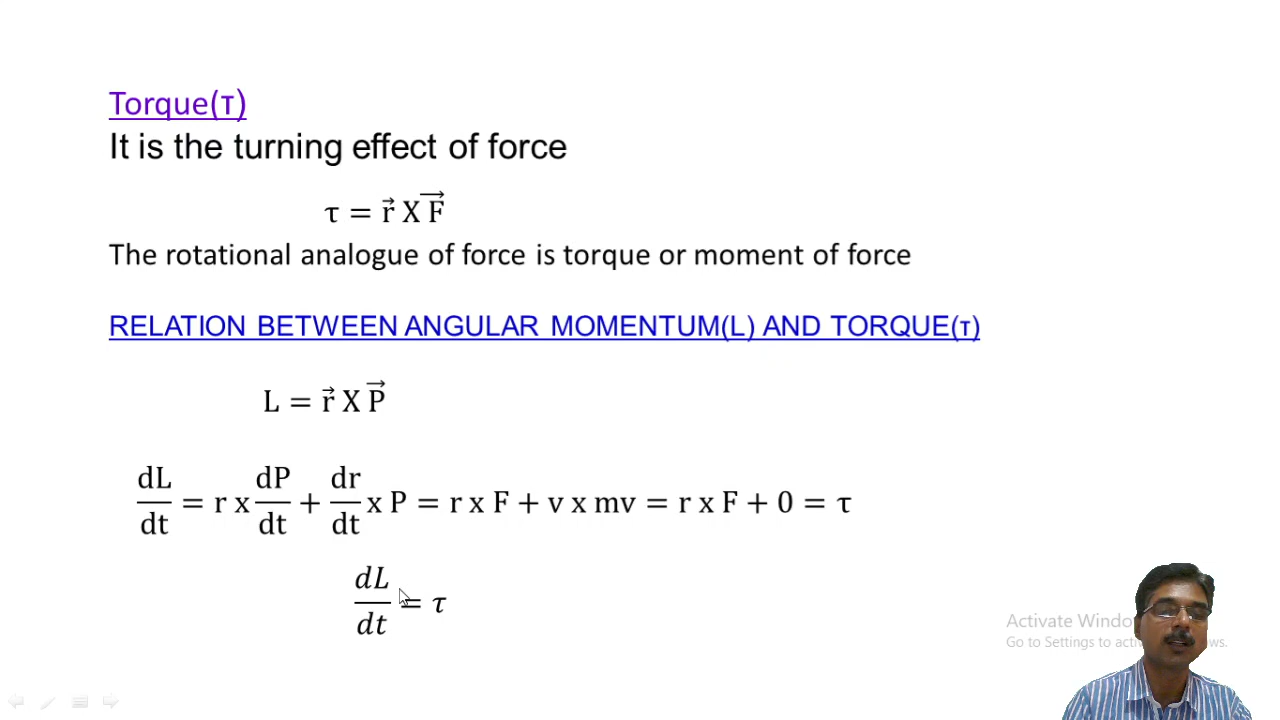 Torque(τ)
It is the turning effect of force
τ = r⃗ X F⃗
The rotational analogue of force is torque or moment of force
RELATION BETWEEN ANGULAR MOMENTUM(L) AND TORQUE(τ)
L = r⃗ X P⃗
dL/dt = r x dP/dt + dr/dt x P = r x F + v x mv = r x F + 0 = τ
dL/dt = τ
Activate
Go to Settings to